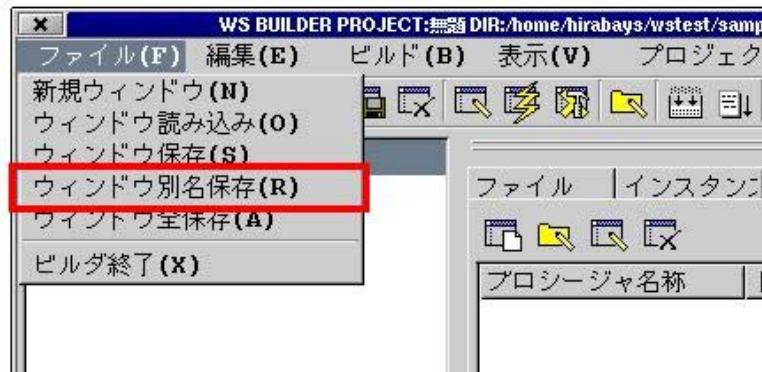 WS BUILDER PROJECT:無題 DIR:/home/hirabays/wstest/samp
ファイル(F) 編集(E) ビルド(B) 表示(V) プロジェク
新規ウィンドウ(N)
ウィンドウ読み込み(O)
ウィンドウ保存(S)
ウィンドウ別名保存(R)
ウィンドウ全保存(A)
ビルダ終了(X)
ファイル インスタンス
プロシージャ名称